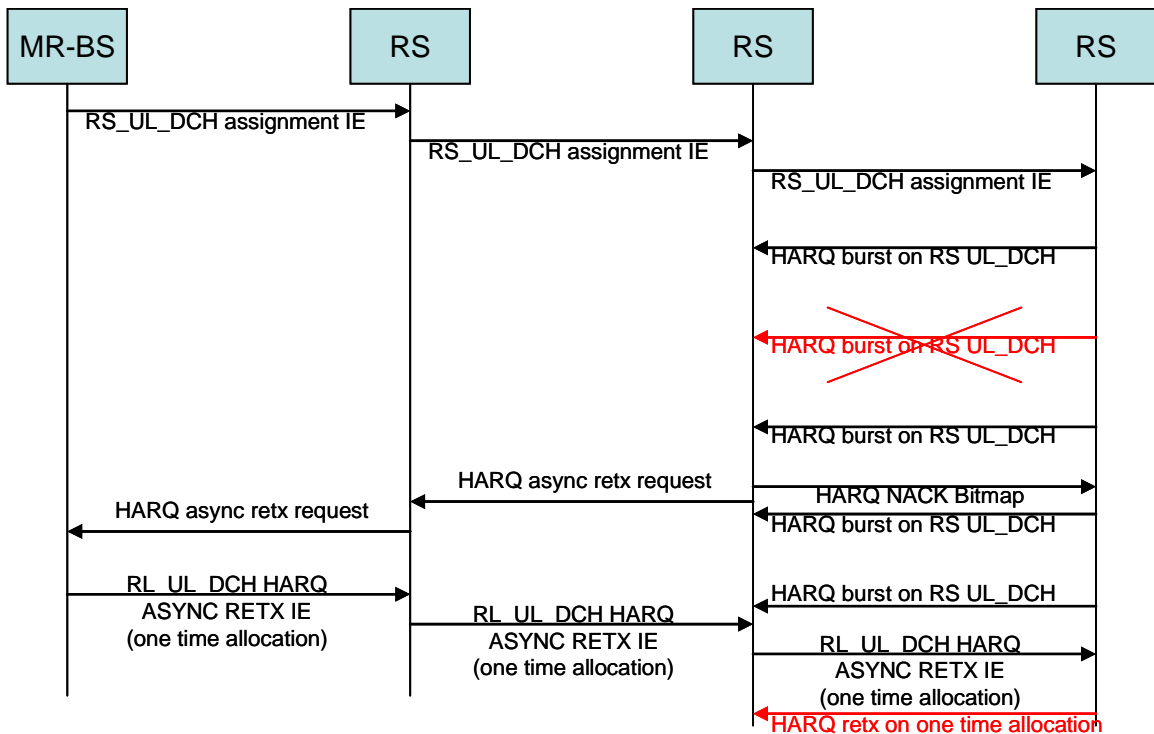 MR-BS
RS
RS
RS
RS_UL_DCH assignment IE
RS_UL_DCH assignment IE
RS_UL_DCH assignment IE
HARQ burst on RS UL_DCH
HARQ burst on RS UL_DCH
HARQ burst on RS UL_DCH
HARQ async retx request
HARQ NACK Bitmap
HARQ async retx request
HARQ burst on RS UL_DCH
RL_UL_DCH HARQ
ASYNC RETX IE
(one time allocation)
HARQ burst on RS UL_DCH
RL_UL_DCH HARQ
ASYNC RETX IE
(one time allocation)
RL_UL_DCH HARQ
ASYNC RETX IE
(one time allocation)
HARQ retx on one time allocation